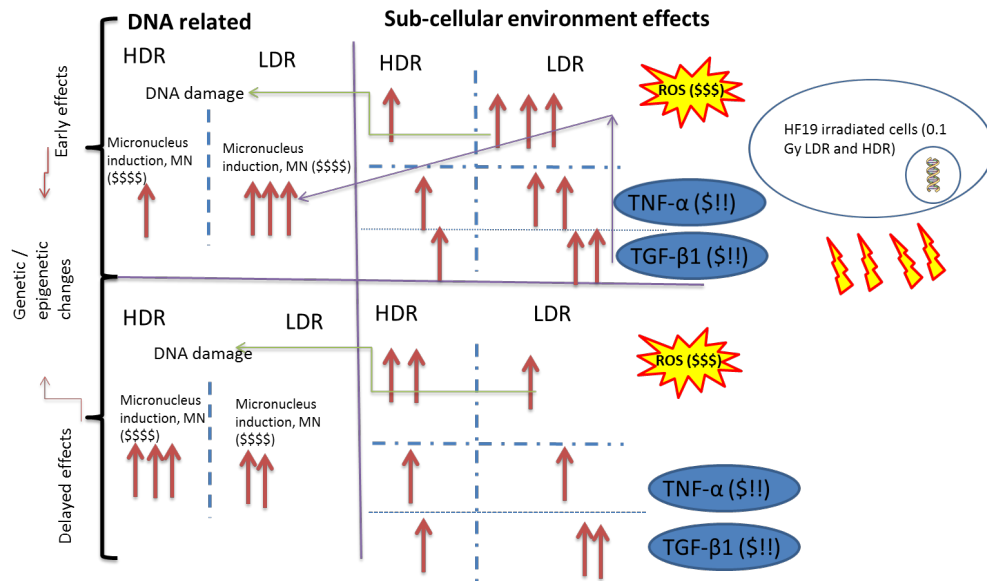 DNA related
Sub-cellular environment effects
HDR
LDR
HDR
LDR
DNA damage
ROS ($$$)
Micronucleus
induction, MN
($$$$)
Micronucleus
induction, MN ($$$$)
HF19 irradiated cells (0.1
Gy LDR and HDR)
TNF-α ($!!)
TGF-β1 ($!!)
Early effects
Genetic /
epigenetic
changes
Delayed effects
HDR
LDR
HDR
LDR
DNA damage
ROS ($$$)
Micronucleus
induction, MN
($$$$)
Micronucleus
induction, MN
($$$$)
TNF-α ($!!)
TGF-β1 ($!!)